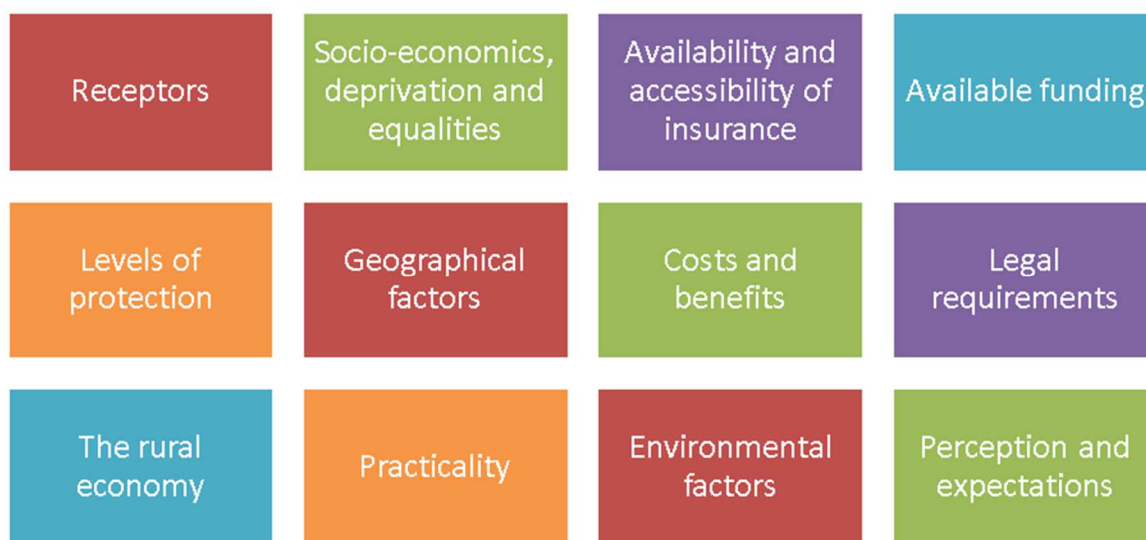 Receptors
Socio-economics,
deprivation and
equalities
Availability and
accessibility of
insurance
Available funding
Levels of
protection
Geographical
factors
Costs and
benefits
Legal
requirements
The rural
economy
Practicality
Environmental
factors
Perception and
expectations